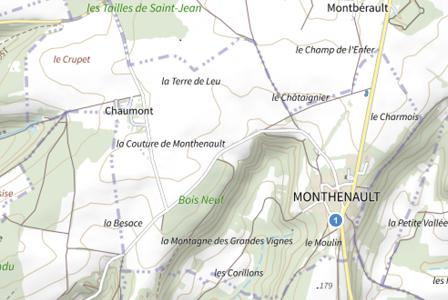 les Tailles de Saint-Jean
Montbérault
le Champ de l'Enfer
le Crupet
la Terre de Leu
le Châtaignier
Chaumont
le Charmois
la Couture de Monthenault
Bois Neuf
MONTHENAULT
1
la Besace
la Petite Vallée
la Montagne des Grandes Vignes
le Moulin
les Corillons
.179